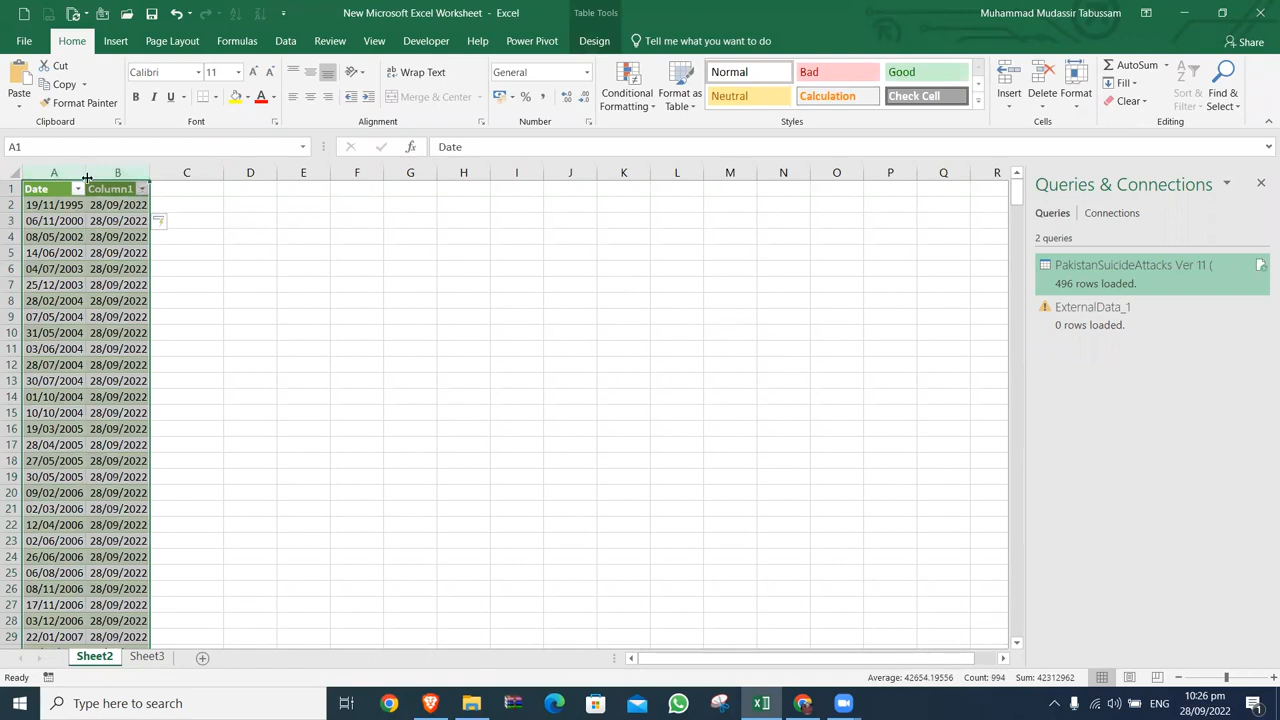 New Microsoft Excel Worksheet - Excel
Table Tools
Muhammad Mudassir Tabussam
File Home Insert Page Layout Formulas Data Review View Developer Help Power Pivot Design Tell me what you want to do Share
Paste
Cut
Copy
Format Painter
Clipboard
Calibri 11
B I U
Font
Wrap Text
Merge & Center
Alignment
General
Number
Conditional Formatting
Format as Table
Normal Bad Good
Neutral Calculation Check Cell
Styles
Insert Delete Format
Cells
AutoSum
Fill
Clear
Sort & Filter
Find & Select
Editing
A1 fx Date
A B C D E F G H I J K L M N O P Q R
1 Date Column1
2 19/11/1995 28/09/2022
3 06/11/2000 28/09/2022
4 08/05/2002 28/09/2022
5 14/06/2002 28/09/2022
6 04/07/2003 28/09/2022
7 25/12/2003 28/09/2022
8 28/02/2004 28/09/2022
9 07/05/2004 28/09/2022
10 31/05/2004 28/09/2022
11 03/06/2004 28/09/2022
12 28/07/2004 28/09/2022
13 30/07/2004 28/09/2022
14 01/10/2004 28/09/2022
15 10/10/2004 28/09/2022
16 19/03/2005 28/09/2022
17 28/04/2005 28/09/2022
18 27/05/2005 28/09/2022
19 30/05/2005 28/09/2022
20 09/02/2006 28/09/2022
21 02/03/2006 28/09/2022
22 12/04/2006 28/09/2022
23 02/06/2006 28/09/2022
24 26/06/2006 28/09/2022
25 06/08/2006 28/09/2022
26 08/11/2006 28/09/2022
27 17/11/2006 28/09/2022
28 03/12/2006 28/09/2022
29 22/01/2007 28/09/2022
Queries & Connections
Queries Connections
2 queries
PakistanSuicideAttacks Ver 11 (
496 rows loaded.
ExternalData_1
0 rows loaded.
Sheet2 Sheet3
Ready
Average: 42654.19556 Count: 994 Sum: 42312962
Type here to search
ENG
10:26 pm
28/09/2022